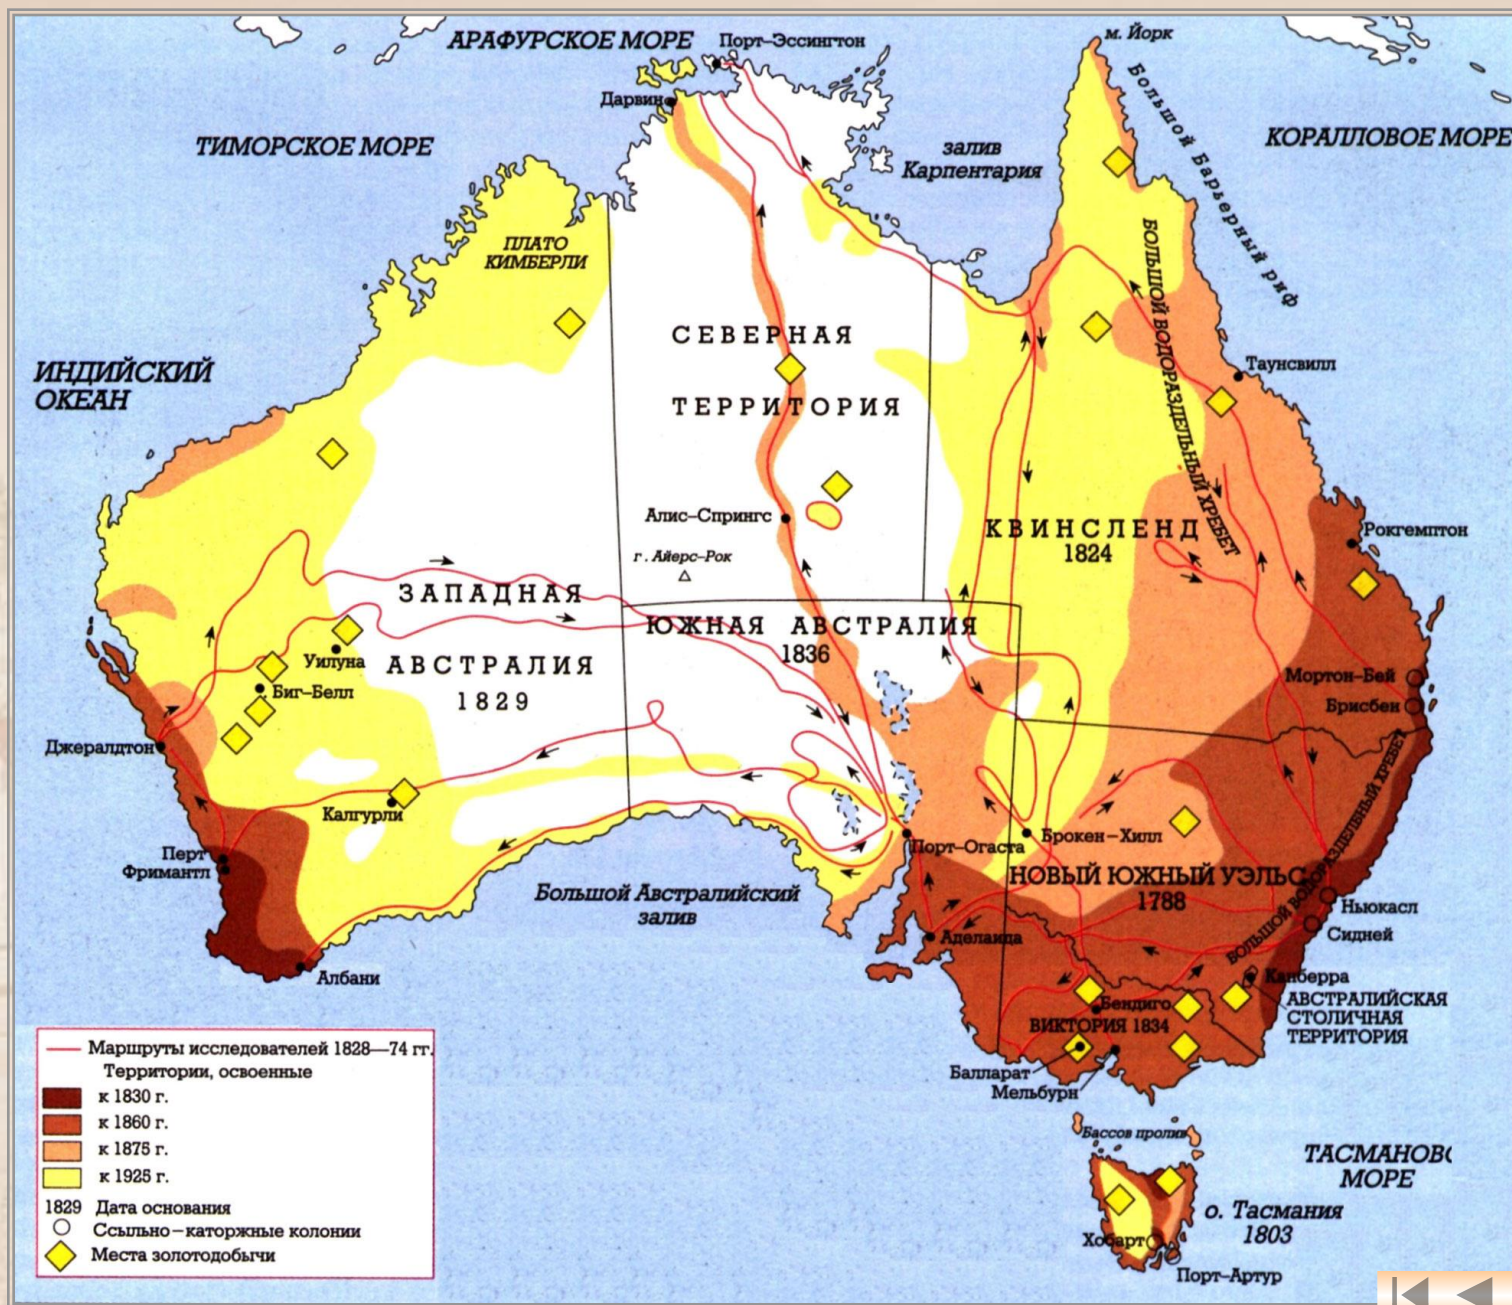 АРАФУРСКОЕ МОРЕ
Порт–Эссингтон
м. Йорк
Дарвин
Большой Барьерный риф
ТИМОРСКОЕ МОРЕ
залив
Карпентария
КОРАЛЛОВОЕ МОРЕ
ПЛАТО
КИМБЕРЛИ
БОЛЬШОЙ ВОДОРАЗДЕЛЬНЫЙ ХРЕБЕТ
СЕВЕРНАЯ
ТЕРРИТОРИЯ
ИНДИЙСКИЙ
ОКЕАН
Таунсвилл
Алис–Спрингс
г. Айерс–Рок
КВИНСЛЕНД
1824
Рокгемптон
ЗАПАДНАЯ
АВСТРАЛИЯ
1829
ЮЖНАЯ АВСТРАЛИЯ
1836
Уилуна
Биг–Белл
Мортон–Бей
Брисбен
Джералдтон
Калгурли
БОЛЬШОЙ ВОДОРАЗДЕЛЬНЫЙ ХРЕБЕТ
Порт–Огаста
Брокен–Хилл
Перт
Фримантл
НОВЫЙ ЮЖНЫЙ УЭЛЬС
1788
Большой Австралийский
залив
Ньюкасл
Сидней
Аделаида
Албани
Канберра
АВСТРАЛИЙСКАЯ
СТОЛИЧНАЯ
ТЕРРИТОРИЯ
Бендиго
ВИКТОРИЯ 1834
Балларат
Мельбурн
Бассов пролив
ТАСМАНОВО
МОРЕ
о. Тасмания
1803
Хобарт
Порт–Артур
Маршруты исследователей 1828—74 гг.
Территории, освоенные
к 1830 г.
к 1860 г.
к 1875 г.
к 1925 г.
1829 Дата основания
Ссыльно–каторжные колонии
Места золотодобычи